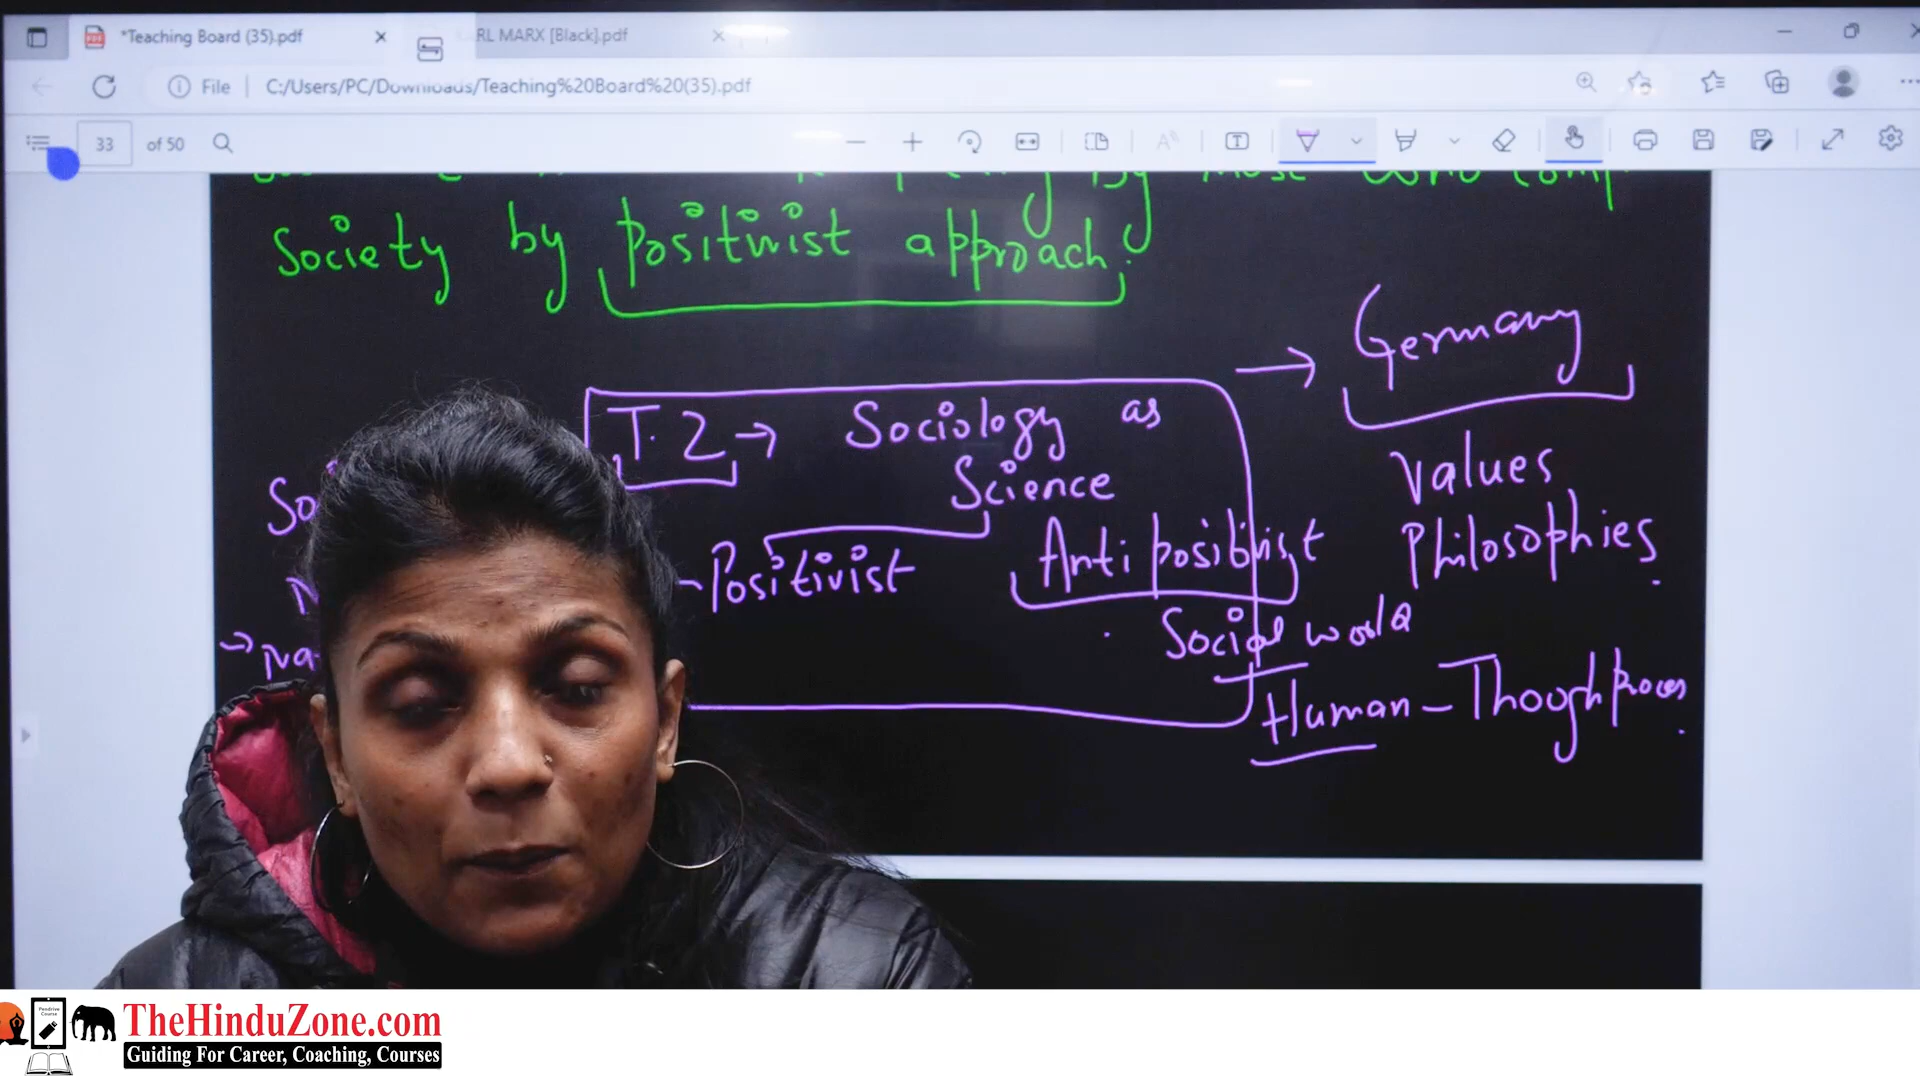 *Teaching Board (35).pdf
RL MARX [Black].pdf
File
C:/Users/PC/Downloads/Teaching%20Board%20(35).pdf
33 of 50
Society by positivist approach.
→ Germany
T.2 → Sociology as
Science
So
values
Philosophies
-Positivist
Anti positivist
Social world
→ Na
Human - Thoughprocess
TheHinduZone.com
Guiding For Career, Coaching, Courses